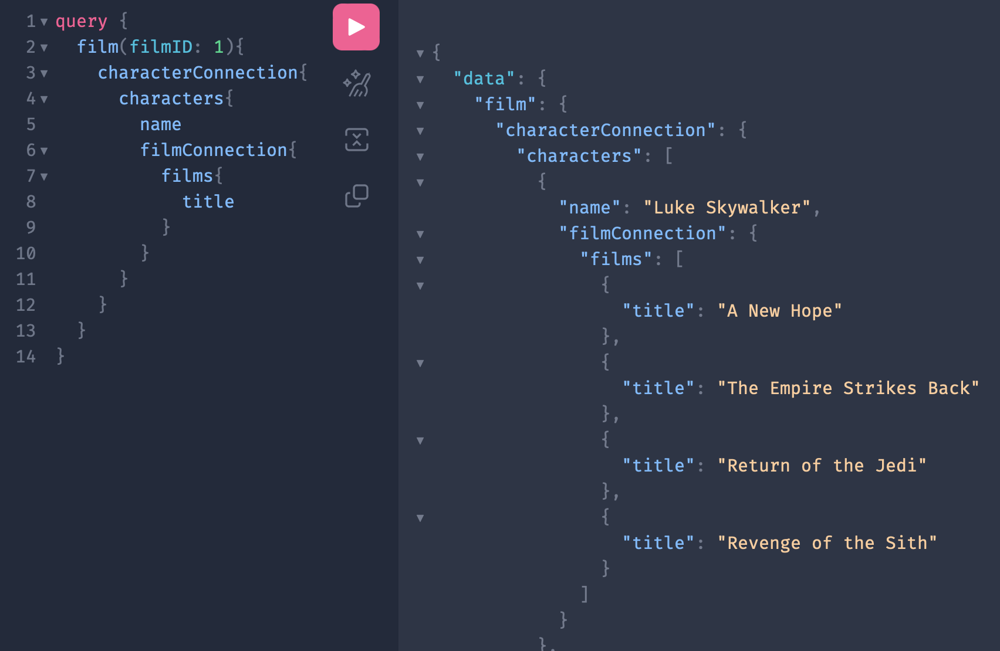 1 query {
2   film(filmID: 1){
3     characterConnection{
4       characters{
5         name
6         filmConnection{
7           films{
8             title
9           }
10         }
11       }
12     }
13   }
14 }
{
  "data": {
    "film": {
      "characterConnection": {
        "characters": [
          {
            "name": "Luke Skywalker",
            "filmConnection": {
              "films": [
                {
                  "title": "A New Hope"
                },
                {
                  "title": "The Empire Strikes Back"
                },
                {
                  "title": "Return of the Jedi"
                },
                {
                  "title": "Revenge of the Sith"
                }
              ]
            }
          },